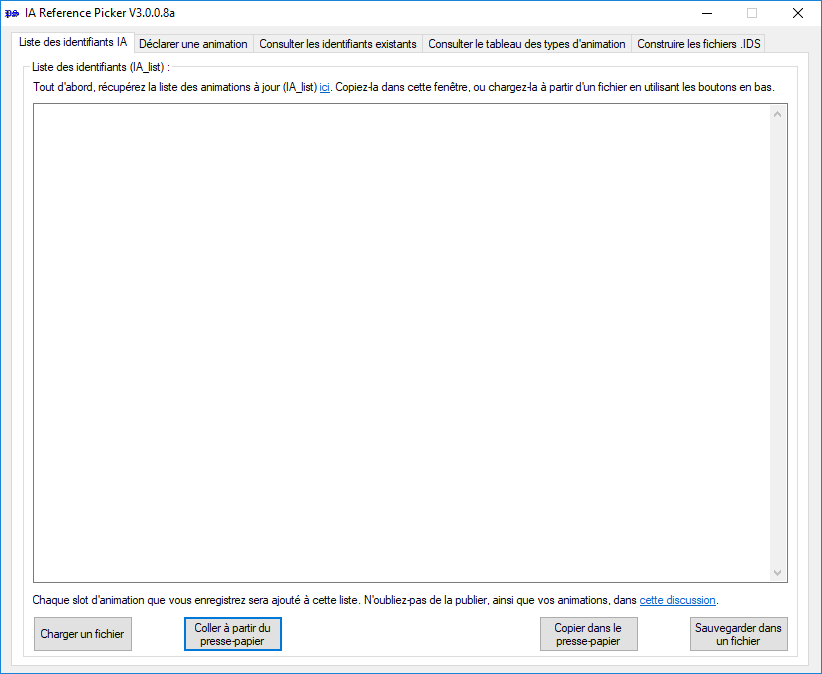 IA Reference Picker V3.0.0.8a
Liste des identifiants IA
Déclarer une animation
Consulter les identifiants existants
Consulter le tableau des types d'animation
Construire les fichiers .IDS
Liste des identifiants (IA_list) :
Tout d'abord, récupérez la liste des animations à jour (IA_list) ici. Copiez-la dans cette fenêtre, ou chargez-la à partir d'un fichier en utilisant les boutons en bas.
Chaque slot d'animation que vous enregistrez sera ajouté à cette liste. N'oubliez-pas de la publier, ainsi que vos animations, dans cette discussion.
Charger un fichier
Coller à partir du
presse-papier
Copier dans le
presse-papier
Sauvegarder dans
un fichier